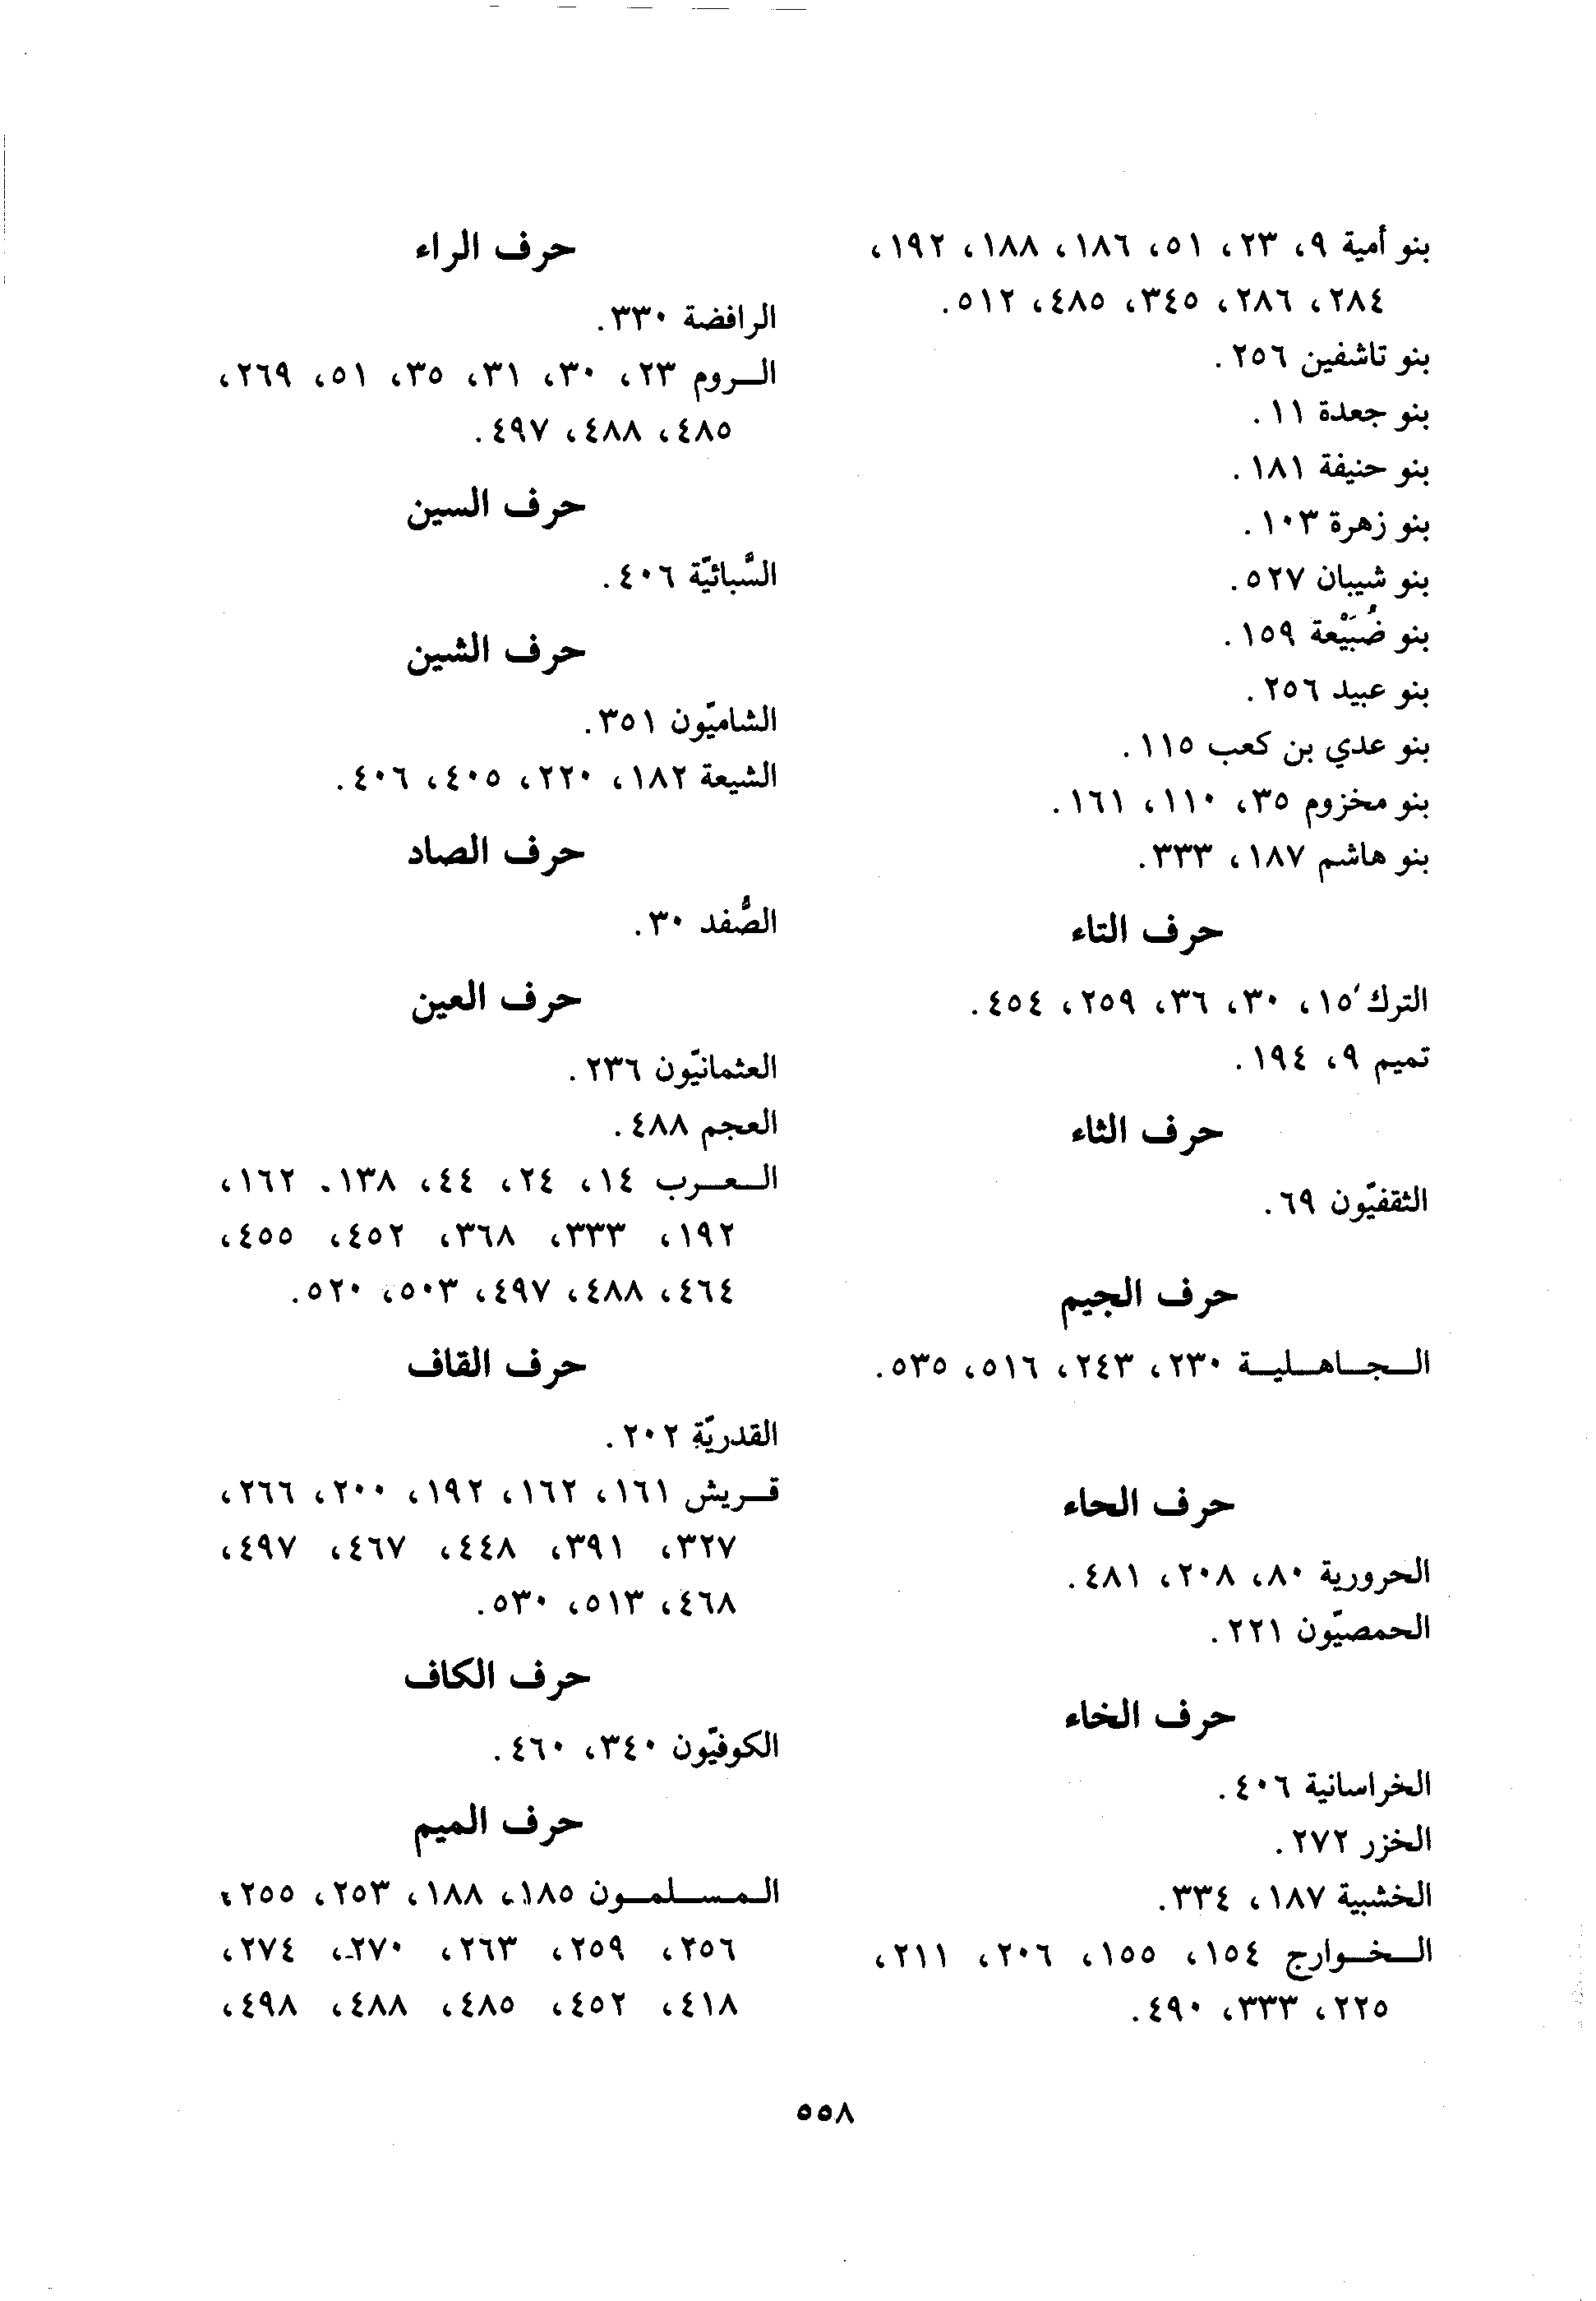 بنو أمية ٩، ٢٣، ٥١، ١٨٦، ١٨٨، ١٩٢،
٢٨٤، ٢٨٦، ٣٤٥، ٤٨٥، ٥١٢.
بنو تاشفين ٢٥٦.
بنو جعدة ١١.
بنو حنيفة ١٨١.
بنو زهرة ١٠٣.
بنو شيبان ٥٢٧.
بنو ضُبَيْعة ١٥٩.
بنو عبيد ٢٥٦.
بنو عدي بن كعب ١١٥.
بنو مخزوم ٣٥، ١١٠، ١٦١.
بنو هاشم ١٨٧، ٣٣٣.
حرف التاء
الترك ١٥، ٣٠، ٣٦، ٢٥٩، ٤٥٤.
تميم ٩، ١٩٤.
حرف الثاء
الثقفيّون ٦٩.
حرف الجيم
الـجـاهـلـيـة ٢٣٠، ٢٤٣، ٥١٦، ٥٣٥.
حرف الحاء
الحرورية ٨٠، ٢٠٨، ٤٨١.
الحمصيّون ٢٢١.
حرف الخاء
الخراسانية ٤٠٦.
الخزر ٢٧٢.
الخشبية ١٨٧، ٣٣٤.
الـخـوارج ١٥٤، ١٥٥، ٢٠٦، ٢١١،
٢٢٥، ٣٣٣، ٤٩٠.
حرف الراء
الرافضة ٣٣٠.
الـروم ٢٣، ٣٠، ٣١، ٣٥، ٥١، ٢٦٩،
٤٨٥، ٤٨٨، ٤٩٧.
حرف السين
السَّبائيّة ٤٠٦.
حرف الشين
الشاميّون ٣٥١.
الشيعة ١٨٢، ٢٢٠، ٤٠٥، ٤٠٦.
حرف الصاد
الصُّفد ٣٠.
حرف العين
العثمانيّون ٢٣٦.
العجم ٤٨٨.
الـعـرب ١٤، ٢٤، ٤٤، ١٣٨. ١٦٢،
١٩٢، ٣٣٣، ٣٦٨، ٤٥٢، ٤٥٥،
٤٦٤، ٤٨٨، ٤٩٧، ٥٠٣، ٥٢٠.
حرف القاف
القدريّة ٢٠٢.
قـريش ١٦١، ١٦٢، ١٩٢، ٢٠٠، ٢٦٦،
٣٢٧، ٣٩١، ٤٤٨، ٤٦٧، ٤٩٧،
٤٦٨، ٥١٣، ٥٣٠.
حرف الكاف
الكوفيّون ٣٤٠، ٤٦٠.
حرف الميم
الـمـسـلمـون ١٨٥، ١٨٨، ٢٥٣، ٢٥٥،
٢٥٦، ٢٥٩، ٢٦٣، ٢٧٠، ٢٧٤،
٤١٨، ٤٥٢، ٤٨٥، ٤٨٨، ٤٩٨،
٥٥٨